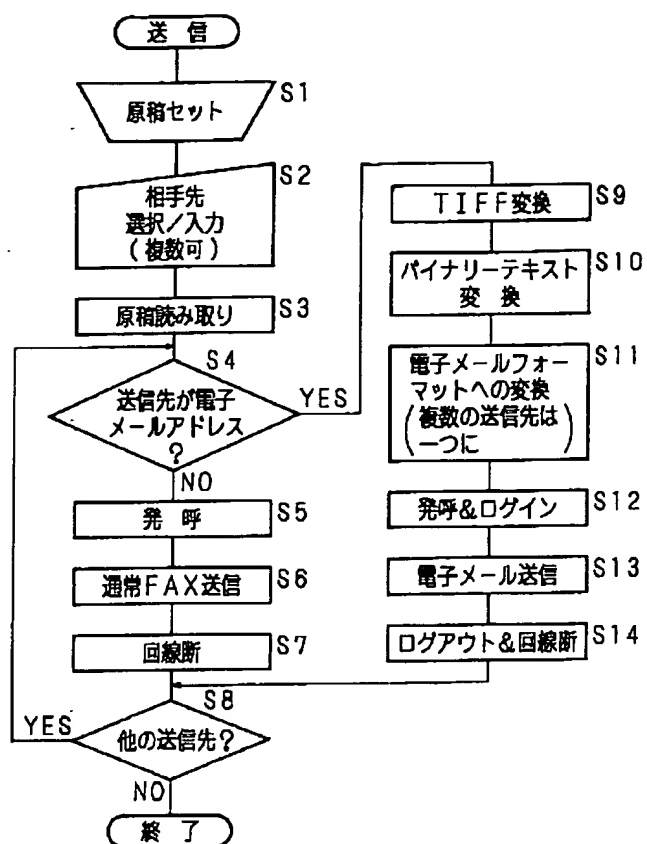 送信
原稿セット
S1
相手先
選択/入力
(複数可)
S2
原稿読み取り
S3
S4
送信先が電子
メールアドレス
?
YES
NO
発呼
S5
通常FAX送信
S6
回線断
S7
S8
他の送信先?
YES
NO
終了
TIFF変換
S9
バイナリーテキスト
変換
S10
電子メールフォー
マットへの変換
(複数の送信先は
一つに)
S11
発呼&ログイン
S12
電子メール送信
S13
ログアウト&回線断
S14